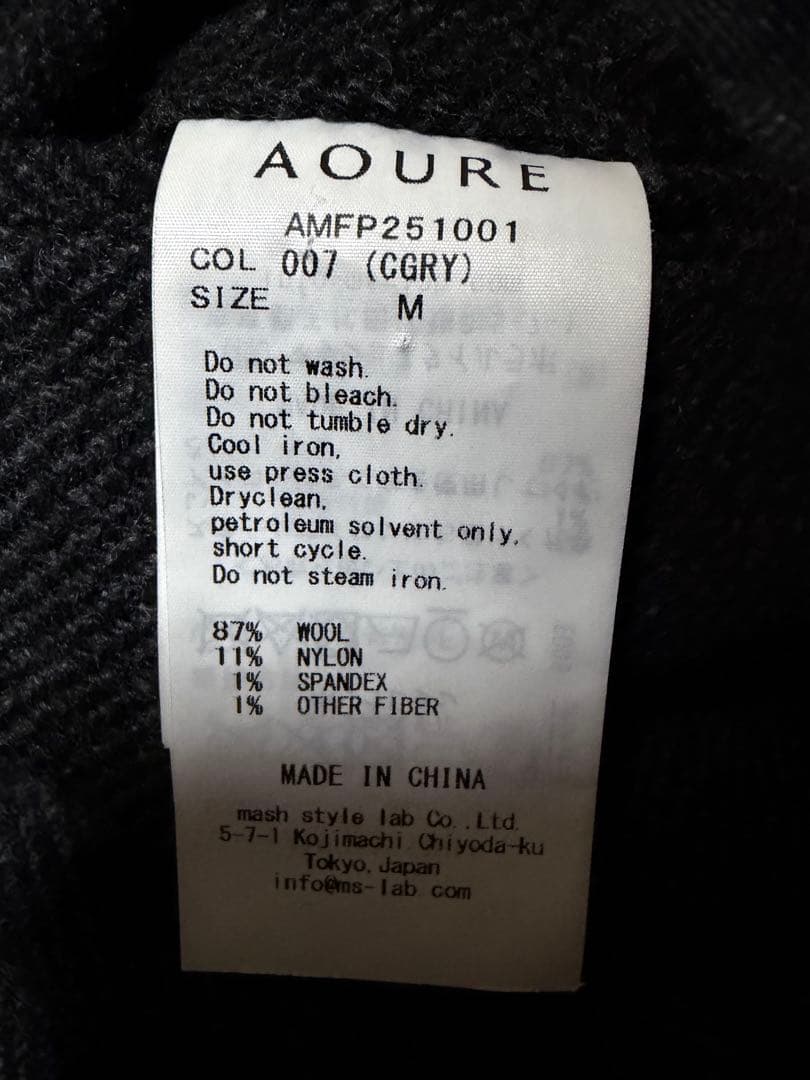 AOURE
AMFP251001
COL 007 (CGRY)
SIZE M
Do not wash.
Do not bleach.
Do not tumble dry.
Cool iron,
use press cloth.
Dryclean,
petroleum solvent only,
short cycle.
Do not steam iron.
87% WOOL
11% NYLON
1% SPANDEX
1% OTHER FIBER
MADE IN CHINA
mash style lab Co.,Ltd.
5-7-1 Kojimachi Chiyoda-ku
Tokyo, Japan
info@ms-lab com